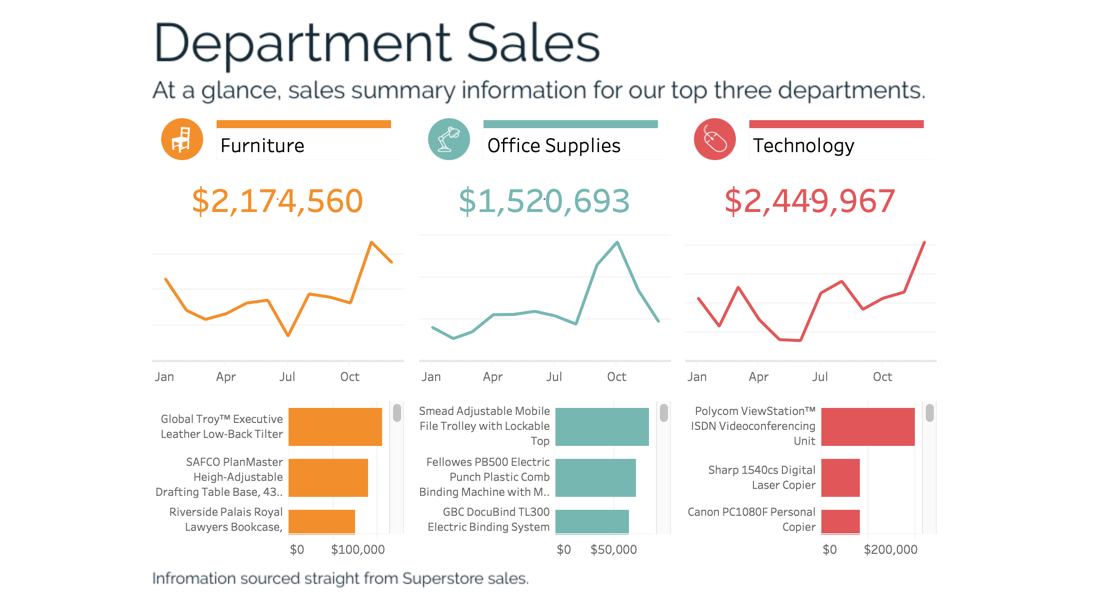 Department Sales
At a glance, sales summary information for our top three departments.
Furniture
Office Supplies
Technology
$2,174,560
$1,520,693
$2,449,967
Jan Apr Jul Oct
Jan Apr Jul Oct
Jan Apr Jul Oct
Global Troy™ Executive
Leather Low-Back Tilter
SAFCO PlanMaster
Heigh-Adjustable
Drafting Table Base, 43..
Riverside Palais Royal
Lawyers Bookcase,
$0 $100,000
Smead Adjustable Mobile
File Trolley with Lockable
Top
Fellowes PB500 Electric
Punch Plastic Comb
Binding Machine with M..
GBC DocuBind TL300
Electric Binding System
$0 $50,000
Polycom ViewStation™
ISDN Videoconferencing
Unit
Sharp 1540cs Digital
Laser Copier
Canon PC1080F Personal
Copier
$0 $200,000
Infromation sourced straight from Superstore sales.